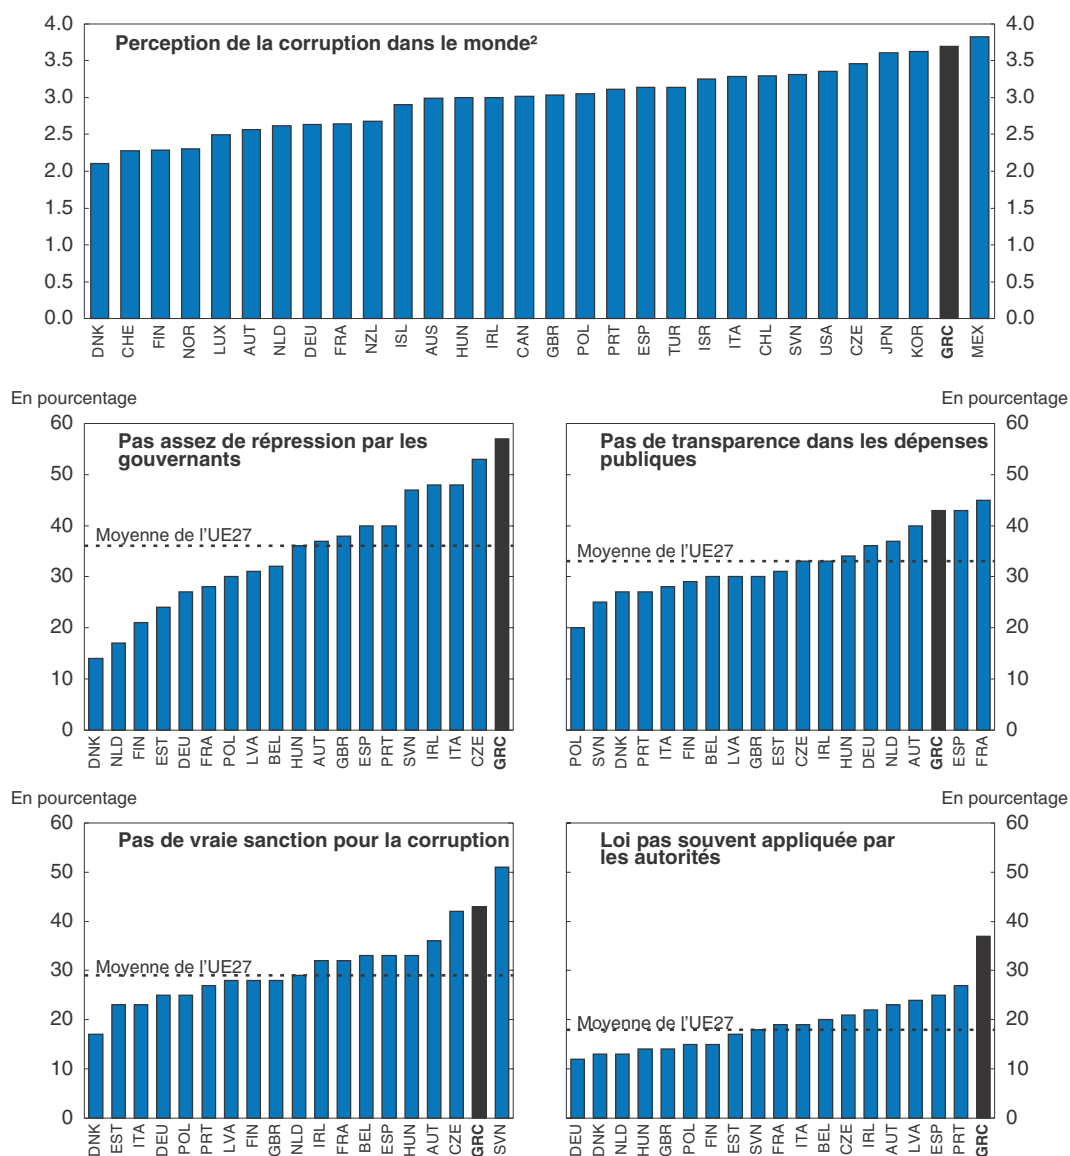 Perception de la corruption dans le monde²
4.0 4.0
3.5 3.5
3.0 3.0
2.5 2.5
2.0 2.0
1.5 1.5
1.0 1.0
0.5 0.5
0.0 0.0
DNK CHE FIN NOR LUX AUT NLD DEU FRA NZL ISL AUS HUN IRL CAN GBR POL PRT ESP TUR ISR ITA CHL SVN USA CZE JPN KOR GRC MEX
En pourcentage
Pas assez de répression par les
gouvernants
Moyenne de l'UE27
60
50
40
30
20
10
0
DNK NLD FIN EST DEU FRA POL LVA BEL HUN AUT GBR ESP PRT SVN IRL ITA CZE GRC
En pourcentage
Pas de transparence dans les dépenses
publiques
Moyenne de l'UE27
60
50
40
30
20
10
0
POL SVN DNK PRT ITA FIN BEL LVA GBR EST CZE IRL HUN DEU NLD AUT GRC ESP FRA
En pourcentage
Pas de vraie sanction pour la corruption
Moyenne de l'UE27
60
50
40
30
20
10
0
DNK EST ITA DEU POL PRT LVA FIN GBR NLD IRL FRA BEL ESP HUN AUT CZE GRC SVN
En pourcentage
Loi pas souvent appliquée par
les autorités
Moyenne de l'UE27
60
50
40
30
20
10
0
DEU DNK NLD HUN GBR POL FIN EST SVN FRA ITA BEL CZE IRL AUT LVA ESP PRT GRC